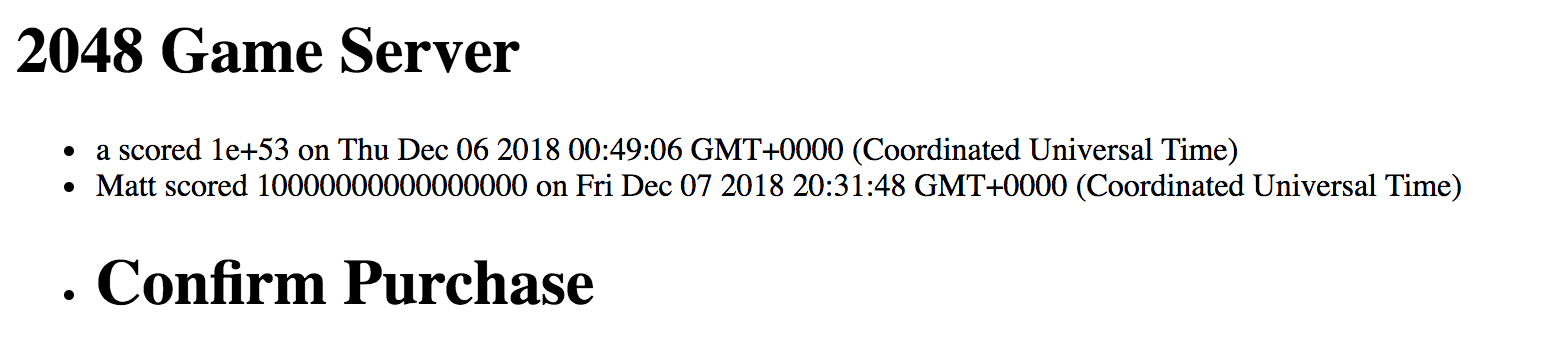 2048 Game Server
a scored 1e+53 on Thu Dec 06 2018 00:49:06 GMT+0000 (Coordinated Universal Time)
Matt scored 10000000000000000 on Fri Dec 07 2018 20:31:48 GMT+0000 (Coordinated Universal Time)
Confirm Purchase